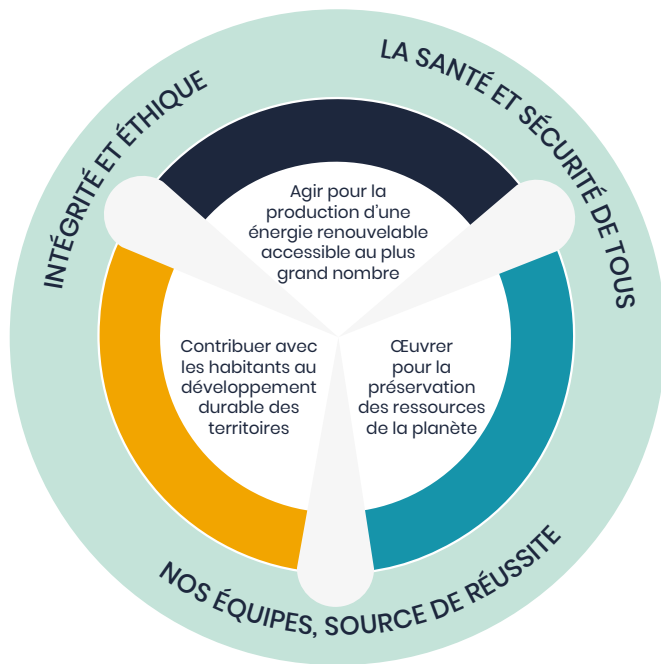 INTÉGRITÉ ET ÉTHIQUE
LA SANTÉ ET SÉCURITÉ DE TOUS
Agir pour la
production d’une
énergie renouvelable
accessible au plus
grand nombre
Contribuer avec
les habitants au
développement
durable des
territoires
Œuvrer
pour la
préservation
des ressources
de la planète
NOS ÉQUIPES, SOURCE DE RÉUSSITE